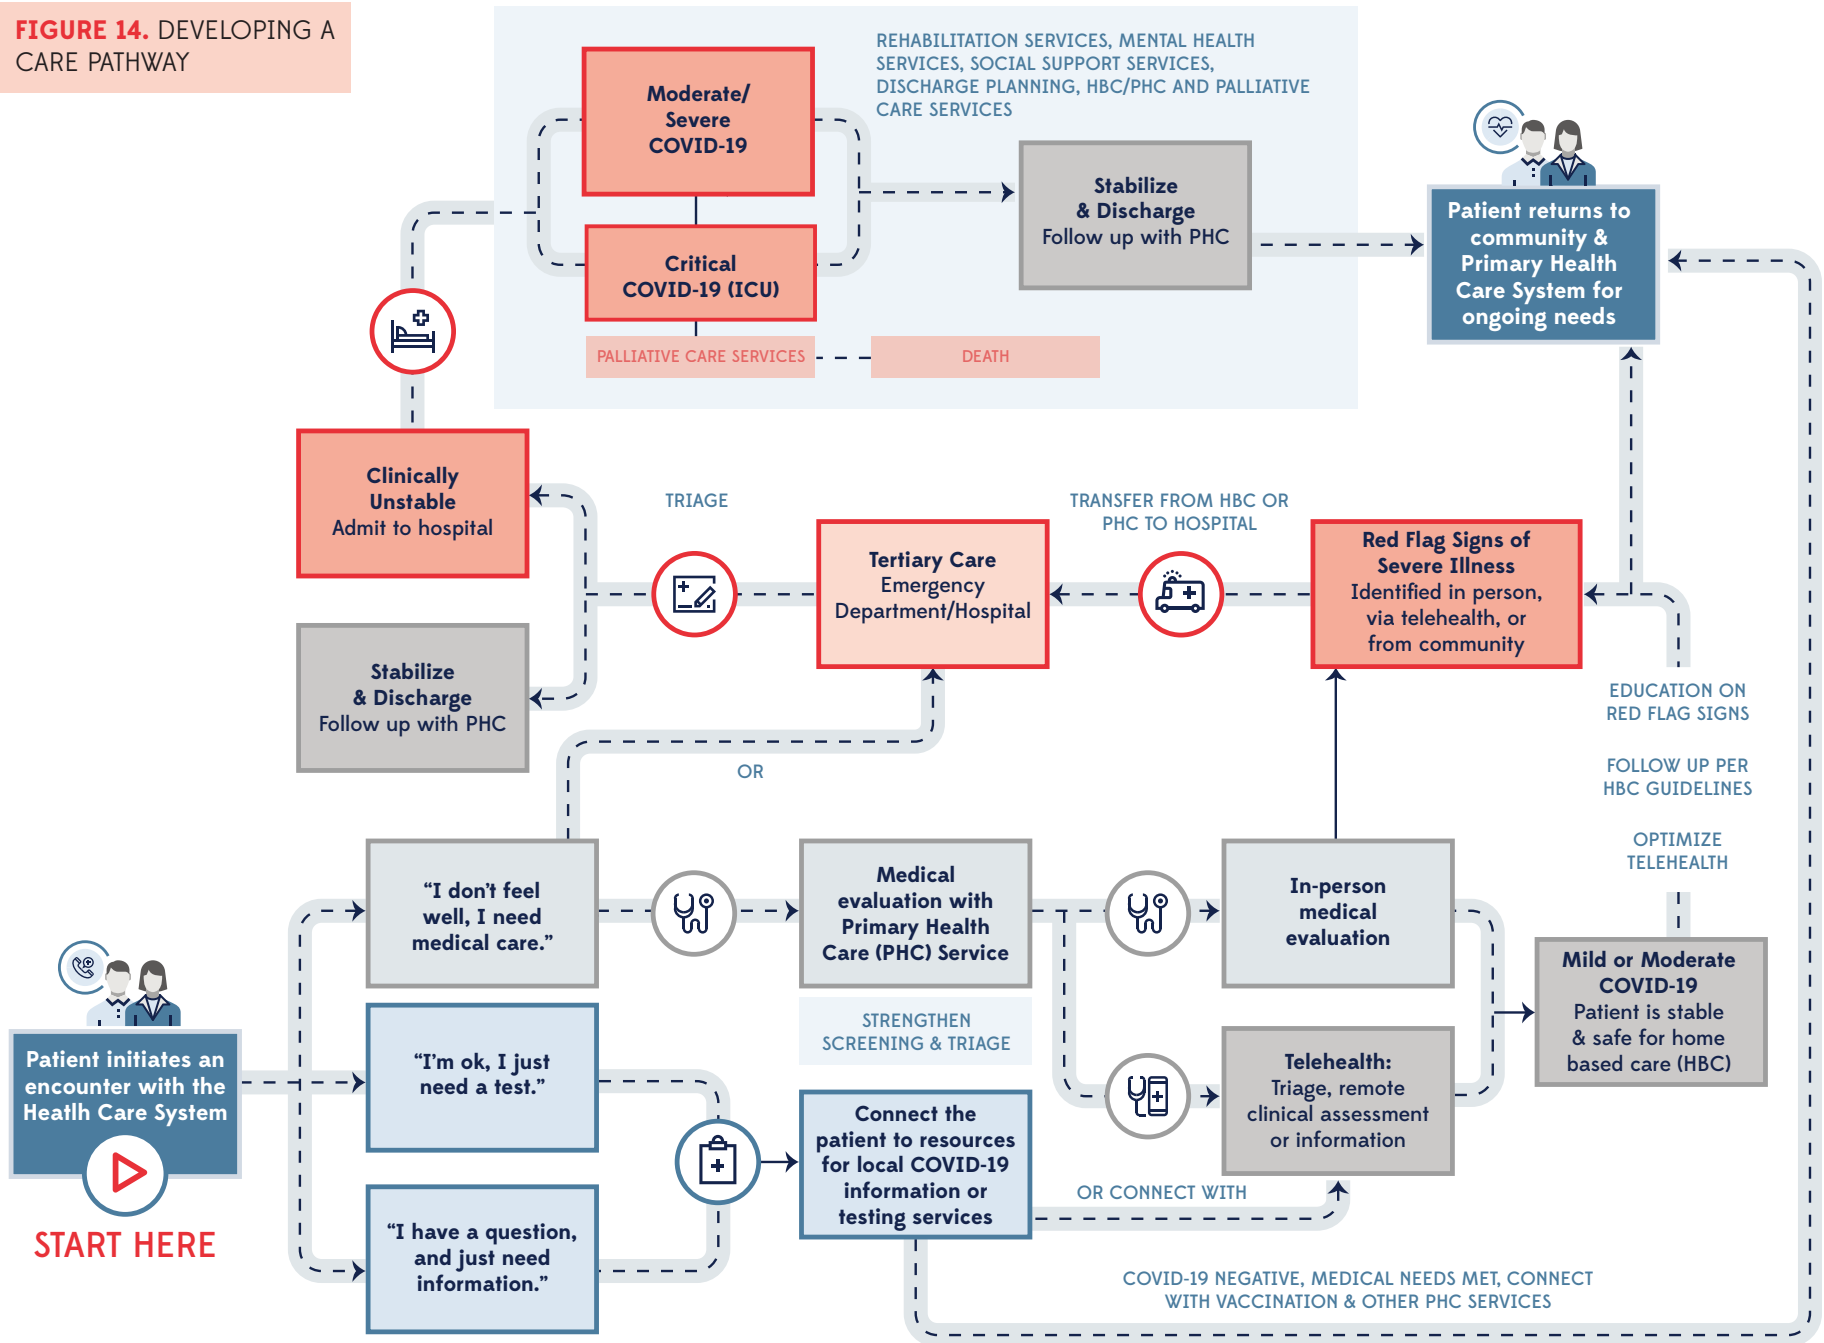 FIGURE 14. DEVELOPING A
CARE PATHWAY
REHABILITATION SERVICES, MENTAL HEALTH
SERVICES, SOCIAL SUPPORT SERVICES,
DISCHARGE PLANNING, HBC/PHC AND PALLIATIVE
CARE SERVICES
Moderate/
Severe
COVID-19
Critical
COVID-19 (ICU)
PALLIATIVE CARE SERVICES
DEATH
Stabilize
& Discharge
Follow up with PHC
Patient returns to
community &
Primary Health
Care System for
ongoing needs
Clinically
Unstable
Admit to hospital
TRIAGE
Tertiary Care
Emergency
Department/Hospital
TRANSFER FROM HBC OR
PHC TO HOSPITAL
Red Flag Signs of
Severe Illness
Identified in person,
via telehealth, or
from community
Stabilize
& Discharge
Follow up with PHC
OR
EDUCATION ON
RED FLAG SIGNS
FOLLOW UP PER
HBC GUIDELINES
OPTIMIZE
TELEHEALTH
“I don’t feel
well, I need
medical care.”
Medical
evaluation with
Primary Health
Care (PHC) Service
STRENGTHEN
SCREENING & TRIAGE
In-person
medical
evaluation
Mild or Moderate
COVID-19
Patient is stable
& safe for home
based care (HBC)
Patient initiates an
encounter with the
Heatlh Care System
START HERE
“I’m ok, I just
need a test.”
Telehealth:
Triage, remote
clinical assessment
or information
Connect the
patient to resources
for local COVID-19
information or
testing services
OR CONNECT WITH
“I have a question,
and just need
information.”
COVID-19 NEGATIVE, MEDICAL NEEDS MET, CONNECT
WITH VACCINATION & OTHER PHC SERVICES